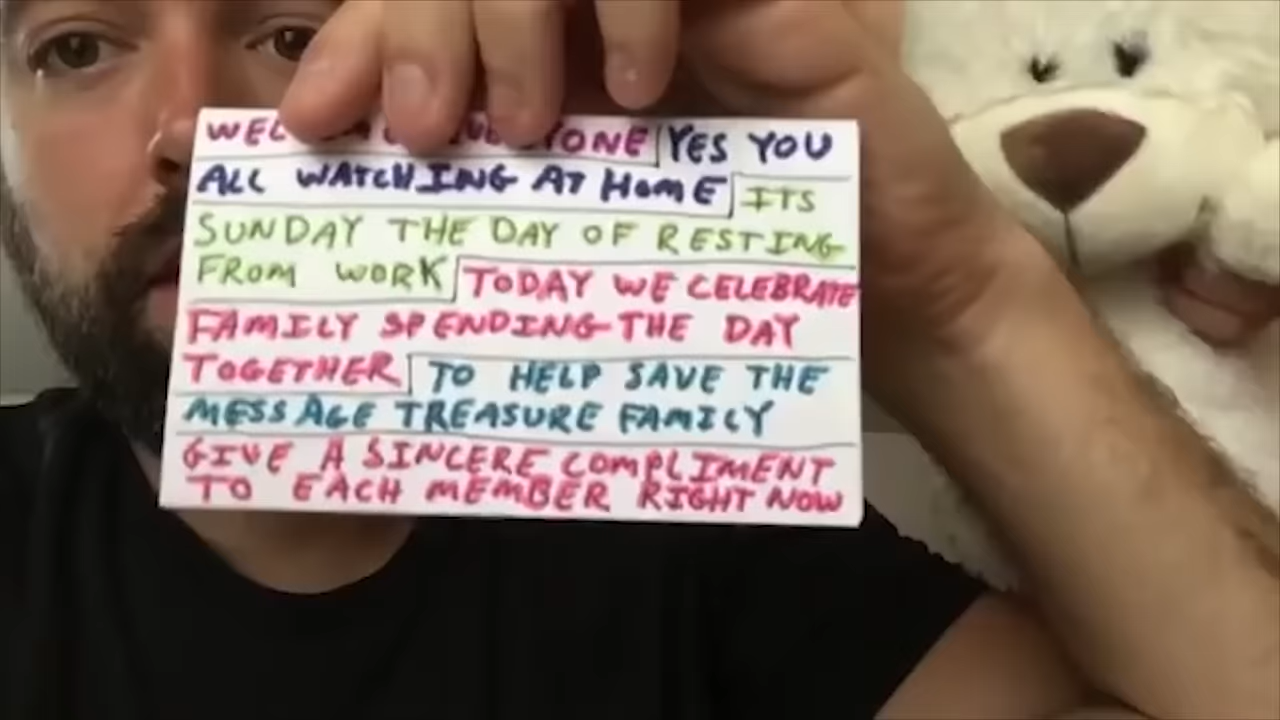 YES YOU
ALL WATCHING AT HOME ITS
SUNDAY THE DAY OF RESTING
FROM WORK TODAY WE CELEBRATE
FAMILY SPENDING THE DAY
TOGETHER TO HELP SAVE THE
MESSAGE TREASURE FAMILY
GIVE A SINCERE COMPLIMENT
TO EACH MEMBER RIGHT NOW